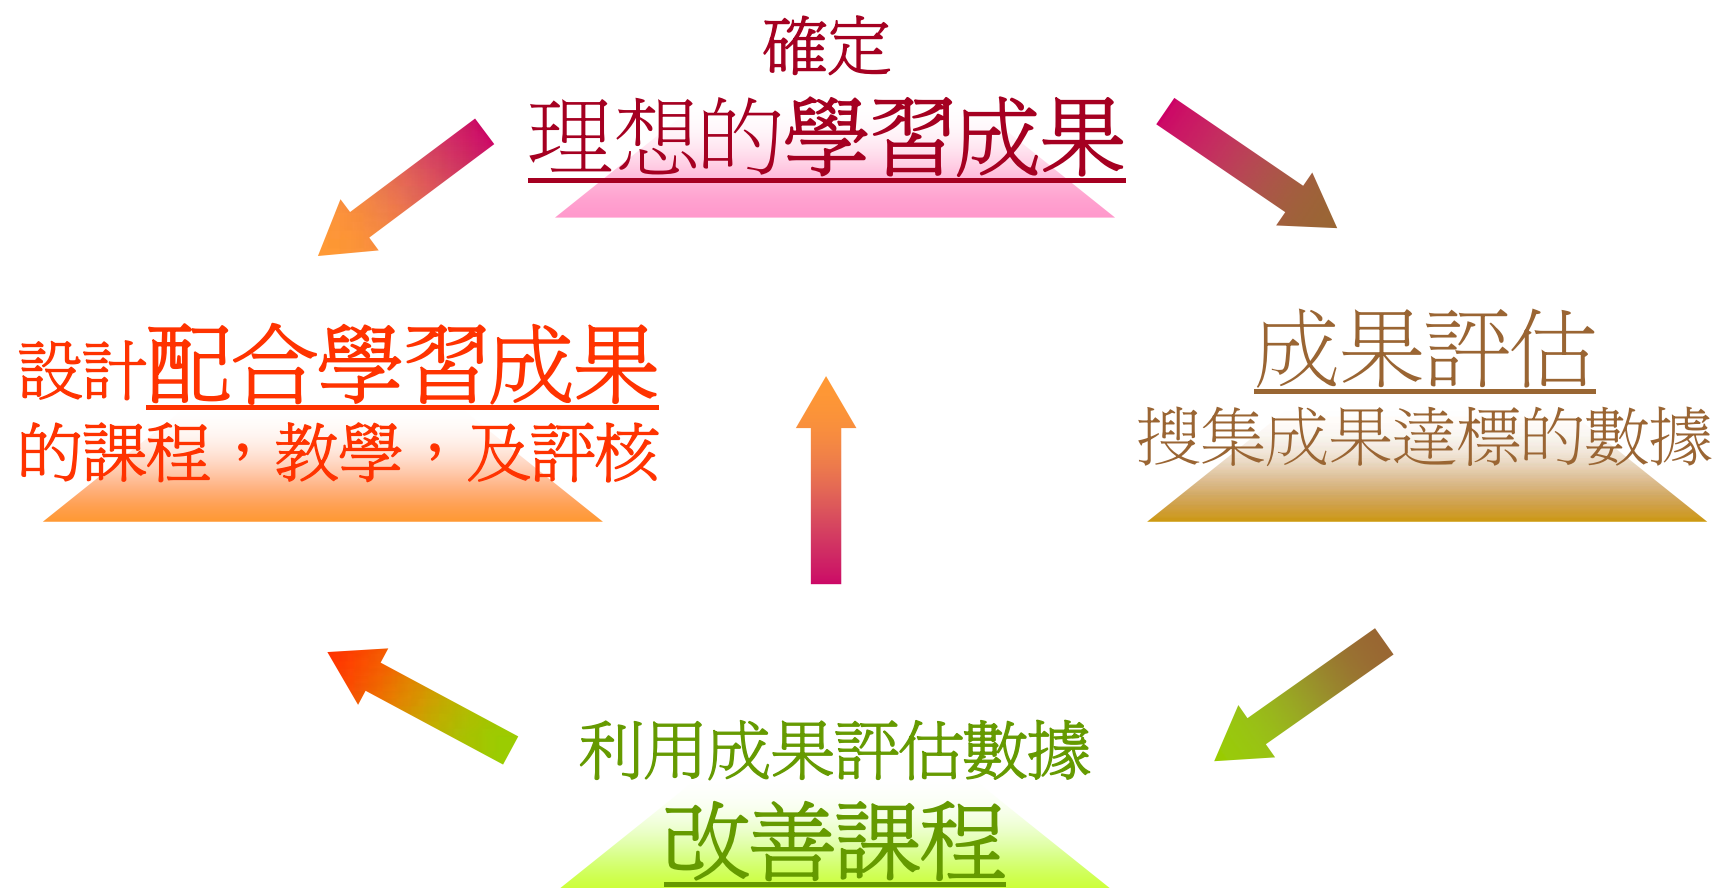 確定
理想的學習成果
設計配合學習成果
的課程，教學，及評核
成果評估
搜集成果達標的數據
利用成果評估數據
改善課程